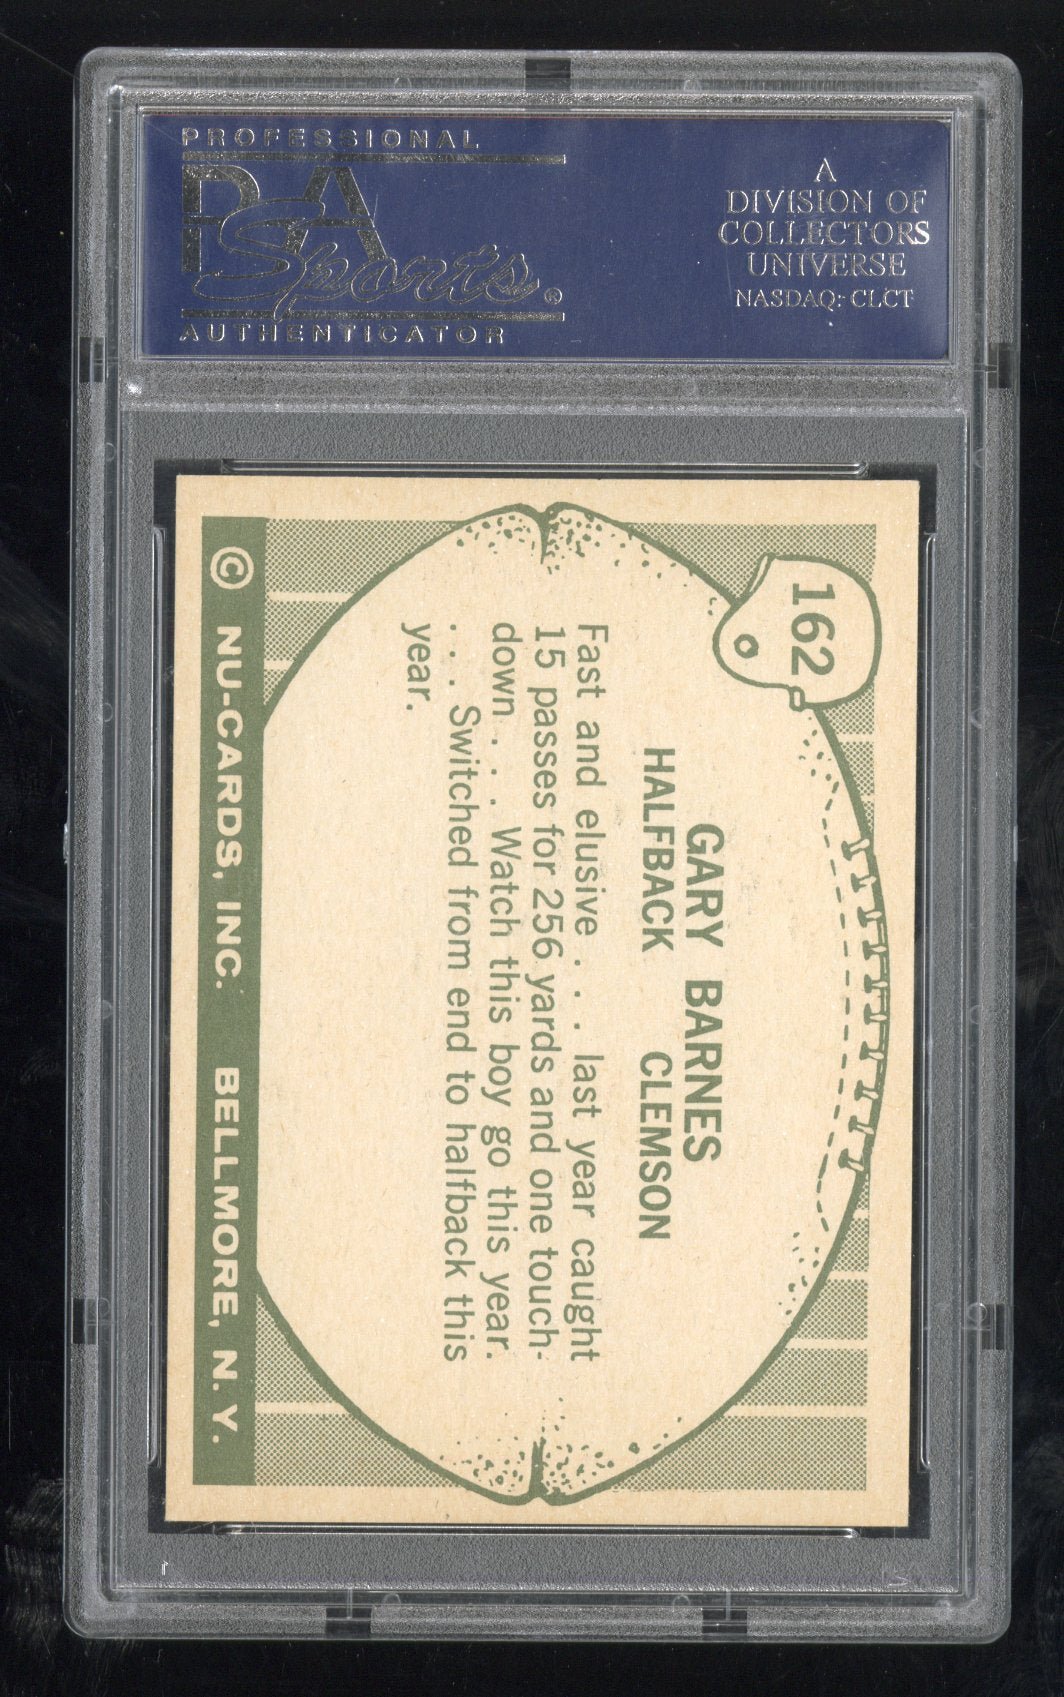 PROFESSIONAL
PSA
Sports®
AUTHENTICATOR
A
DIVISION OF
COLLECTORS
UNIVERSE
NASDAQ: CLCT
162
GARY BARNES
HALFBACK CLEMSON
Fast and elusive . . . last year caught
15 passes for 256 yards and one touch-
down . . . Watch this boy go this year.
. . . Switched from end to halfback this
year.
© NU-CARDS, INC. BELLMORE, N. Y.